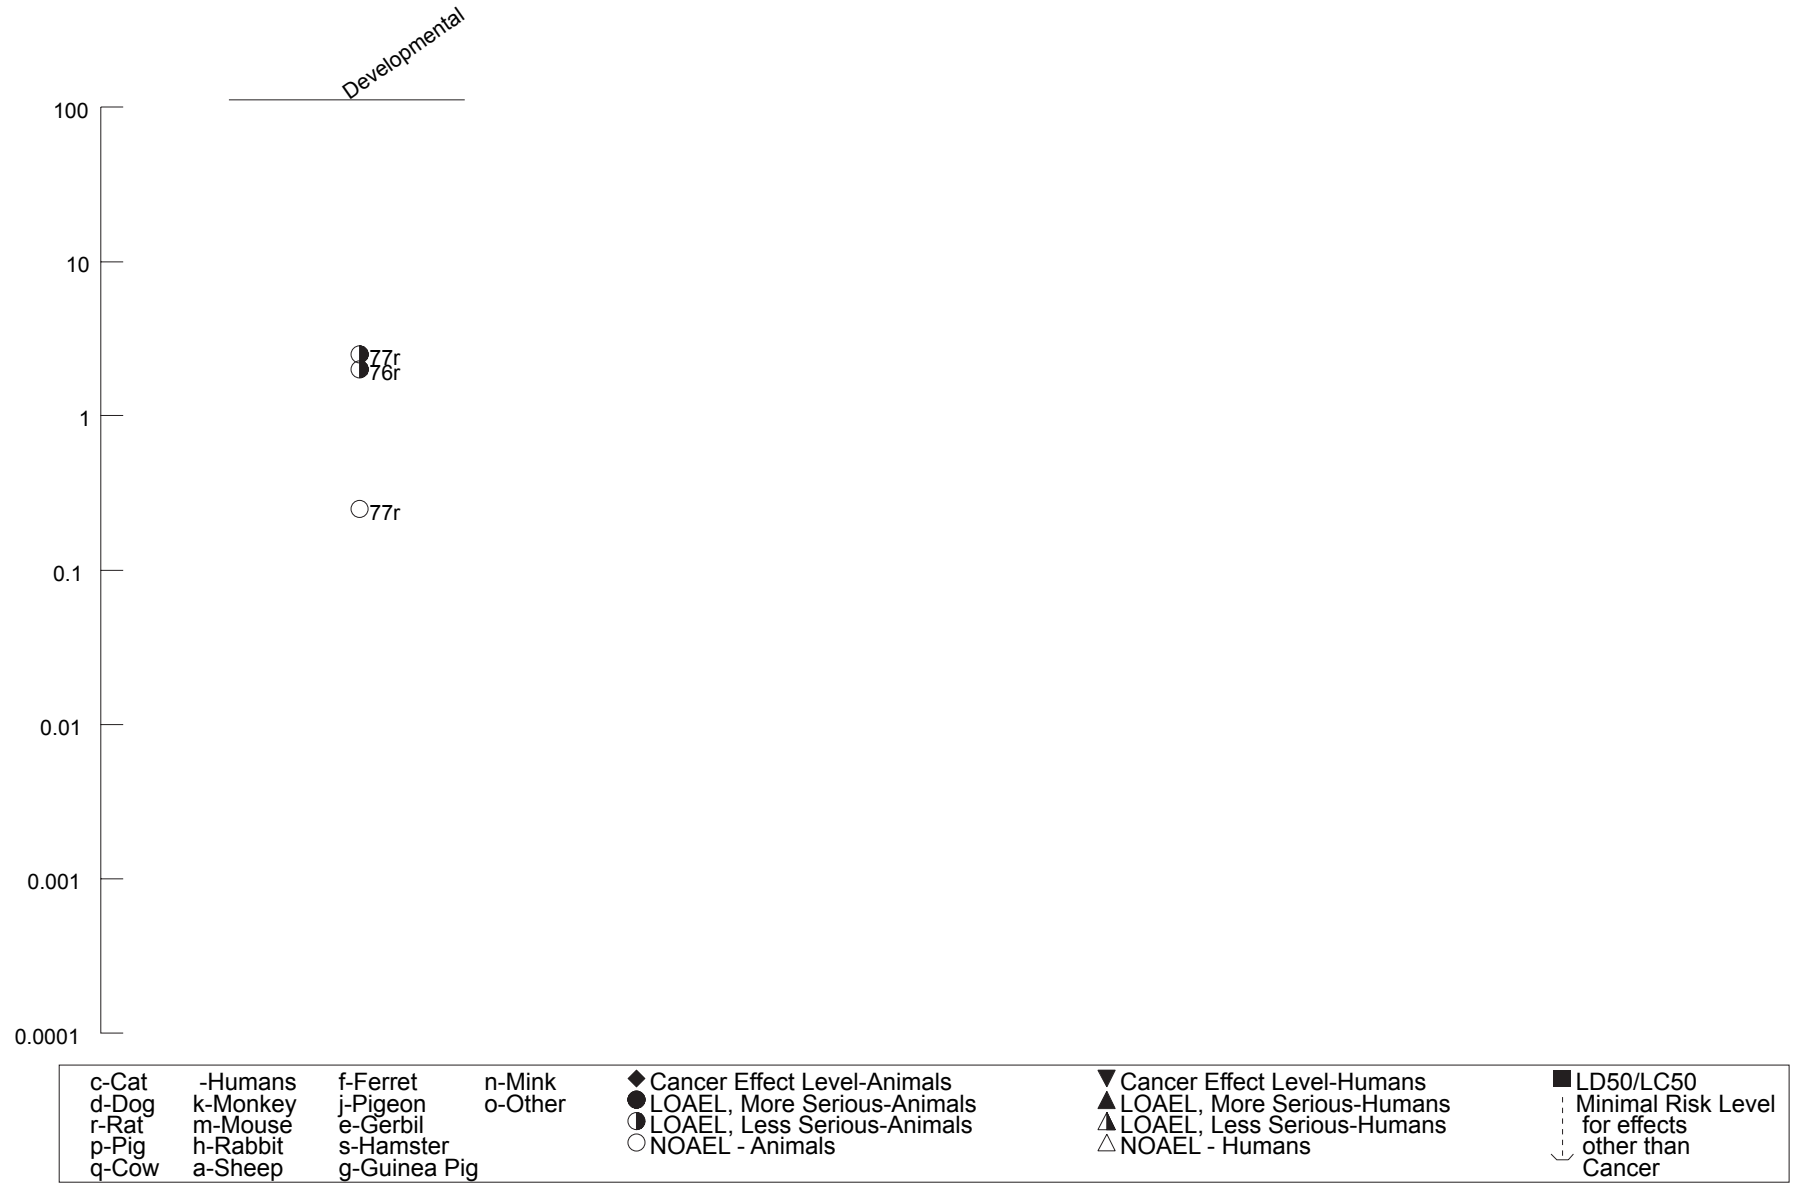 Developmental
100
10
77r
76r
1
77r
0.1
0.01
0.001
0.0001
c-Cat -Humans f-Ferret n-Mink Cancer Effect Level-Animals Cancer Effect Level-Humans LD50/LC50
d-Dog k-Monkey j-Pigeon o-Other LOAEL, More Serious-Animals LOAEL, More Serious-Humans Minimal Risk Level
r-Rat m-Mouse e-Gerbil LOAEL, Less Serious-Animals LOAEL, Less Serious-Humans for effects
p-Pig h-Rabbit s-Hamster NOAEL - Animals NOAEL - Humans other than
q-Cow a-Sheep g-Guinea Pig Cancer